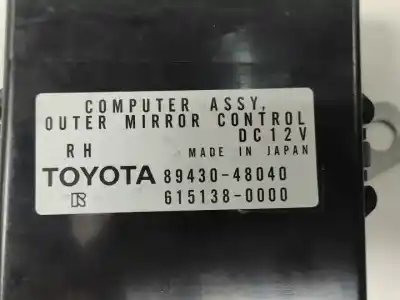 COMPUTER ASSY,
OUTER MIRROR CONTROL
DC12V
RH MADE IN JAPAN
TOYOTA 89430-48040
R 615138-0000